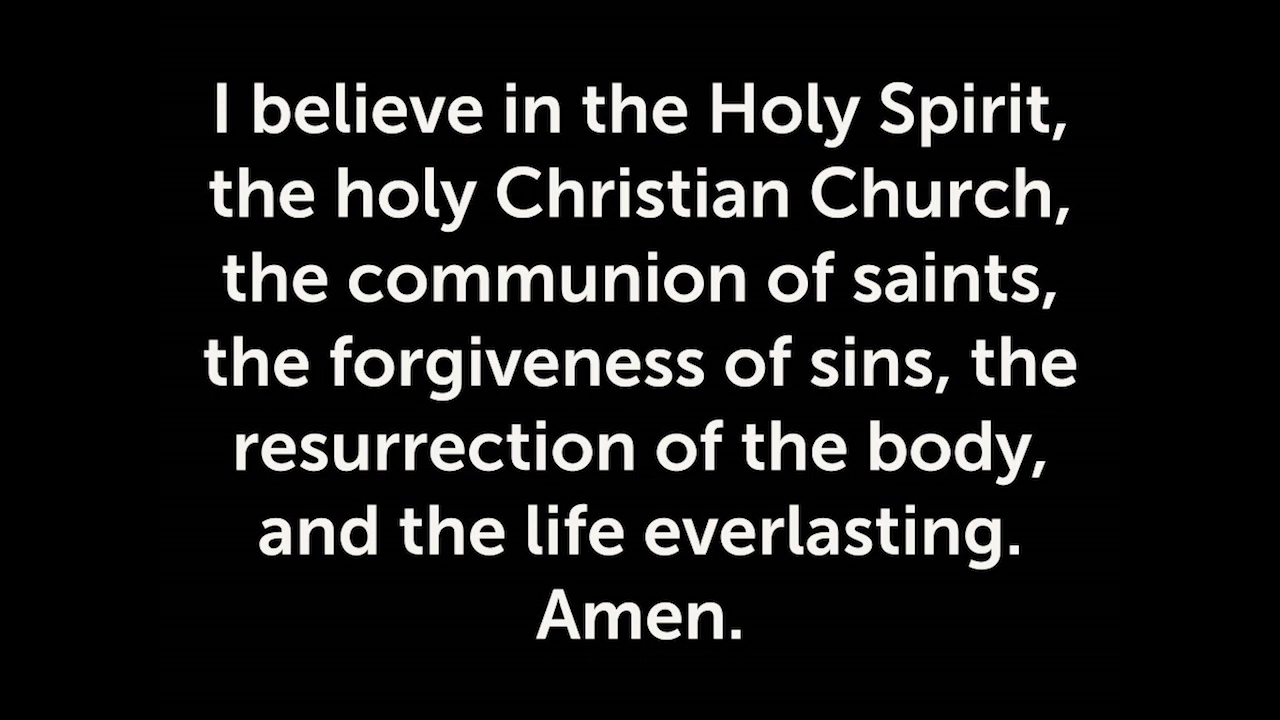 I believe in the Holy Spirit,
the holy Christian Church,
the communion of saints,
the forgiveness of sins, the
resurrection of the body,
and the life everlasting.
Amen.